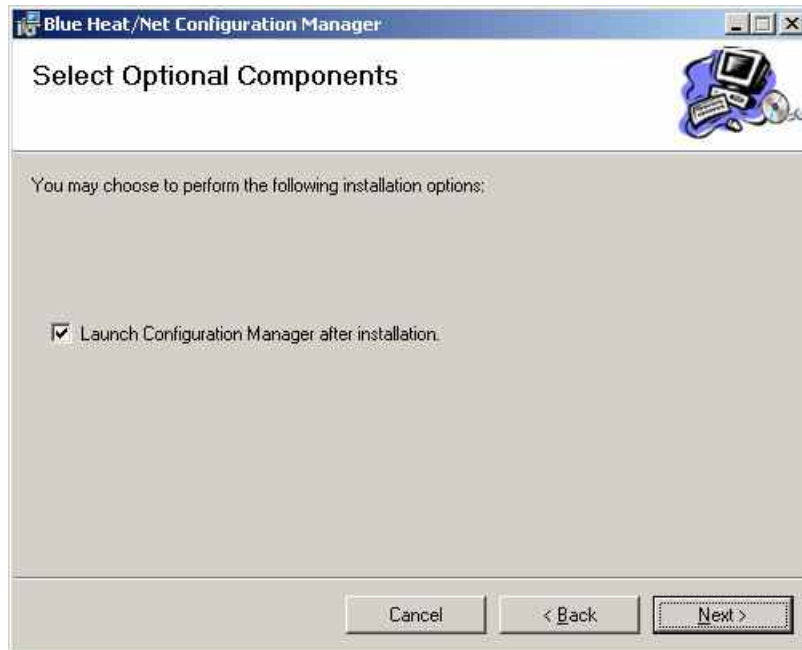 Blue Heat/Net Configuration Manager
Select Optional Components
You may choose to perform the following installation options:
Launch Configuration Manager after installation.
Cancel
< Back
Next >